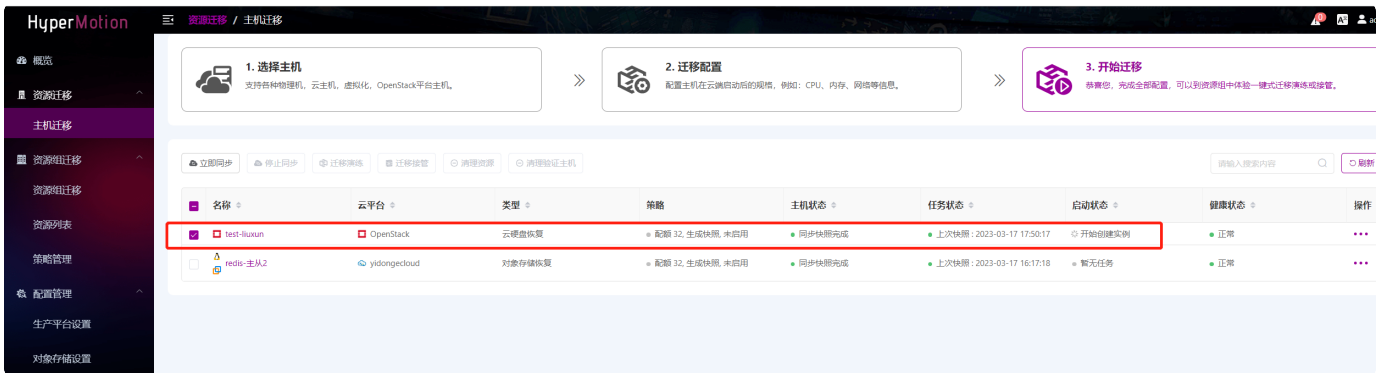 HyperMotion
资源迁移 / 主机迁移
0
概览
资源迁移
主机迁移
资源组迁移
资源组迁移
资源列表
策略管理
配置管理
生产平台设置
对象存储设置
1. 选择主机
支持各种物理机，云主机，虚拟化，OpenStack平台主机。
2. 迁移配置
配置主机在云端启动后的规格，例如：CPU、内存、网络等信息。
3. 开始迁移
恭喜您，完成全部配置，可以到资源组中体验一键式迁移演练或接管。
立即同步 停止同步 迁移演练 迁移接管 清理资源 清理验证主机 请输入搜索内容 刷新
名称 云平台 类型 策略 主机状态 任务状态 启动状态 健康状态 操作
test-liuxun OpenStack 云硬盘恢复 配额 32, 生成快照, 未启用 同步快照完成 上次快照 : 2023-03-17 17:50:17 开始创建实例 正常
redis-主从2 yidongecloud 对象存储恢复 配额 32, 生成快照, 未启用 同步快照完成 上次快照 : 2023-03-17 16:17:18 暂无任务 正常